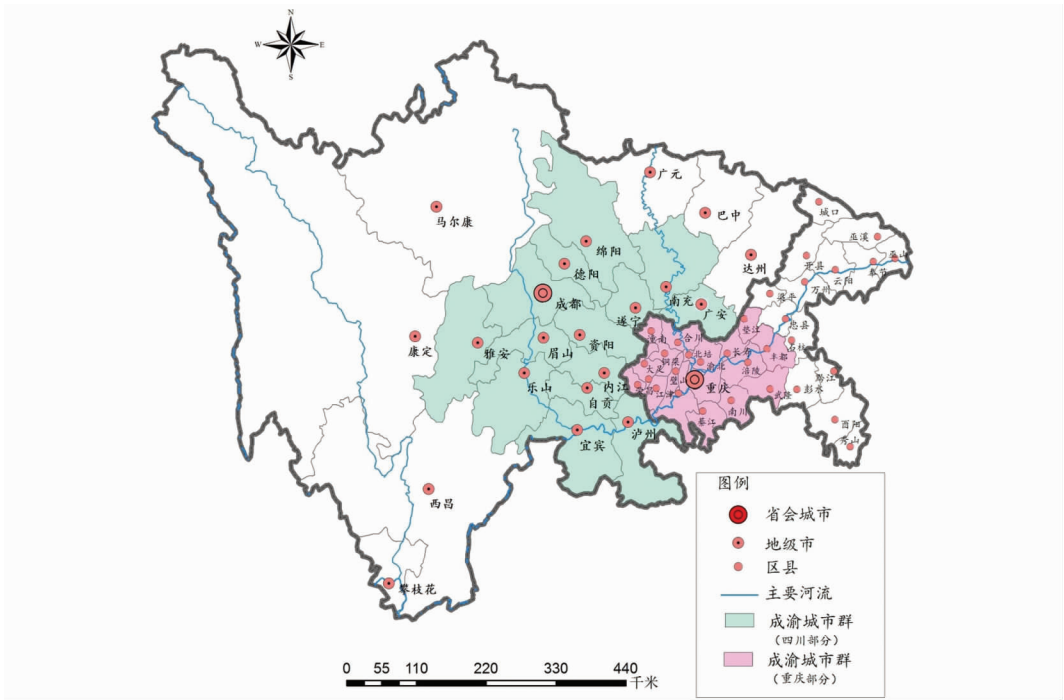 N
W
E
S
广元
城口
巴中
马尔康
巫溪
绵阳
巫山
奉节
德阳
达州
开县
云阳
万州
成都
南充
梁平
广安
遂宁
垫江
忠县
潼南
合川
康定
雅安
眉山
资阳
石柱
北培
长寿
丰都
铜梁
渝北
涪陵
大足
璧山
黔江
乐山
内江
重庆
自贡
江津
武隆
彭水
南川
綦江
泸州
酉阳
宜宾
秀山
西昌
攀枝花
图例
省会城市
地级市
区县
主要河流
成渝城市群
(四川部分)
成渝城市群
(重庆部分)
0 55 110 220 330 440
千米